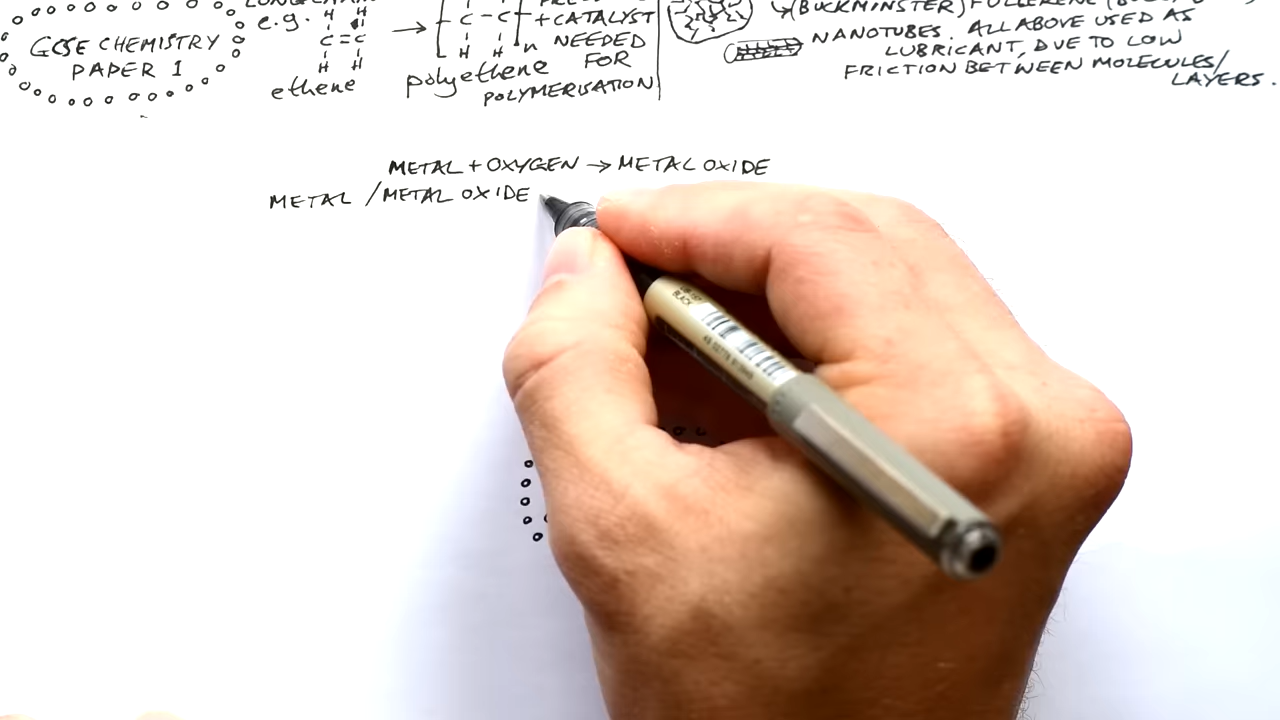 GCSE CHEMISTRY
PAPER 1
e.g.
H H
C=C
H H
ethene
C-C
H H
n
polyethene
+CATALYST
NEEDED
FOR
POLYMERISATION
(BUCKMINSTER) FULLERENE
NANOTUBES. ALL ABOVE USED AS
LUBRICANT, DUE TO LOW
FRICTION BETWEEN MOLECULES/
LAYERS.
METAL + OXYGEN → METAL OXIDE
METAL / METAL OXIDE
BLACK